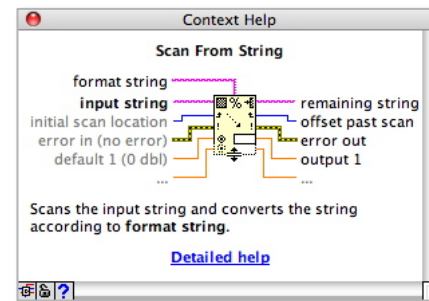 Context Help
Scan From String
format string
input string
initial scan location
error in (no error)
default 1 (0 dbl)
...
% 
remaining string
offset past scan
error out
output 1
...
Scans the input string and converts the string
according to format string.
Detailed help
?